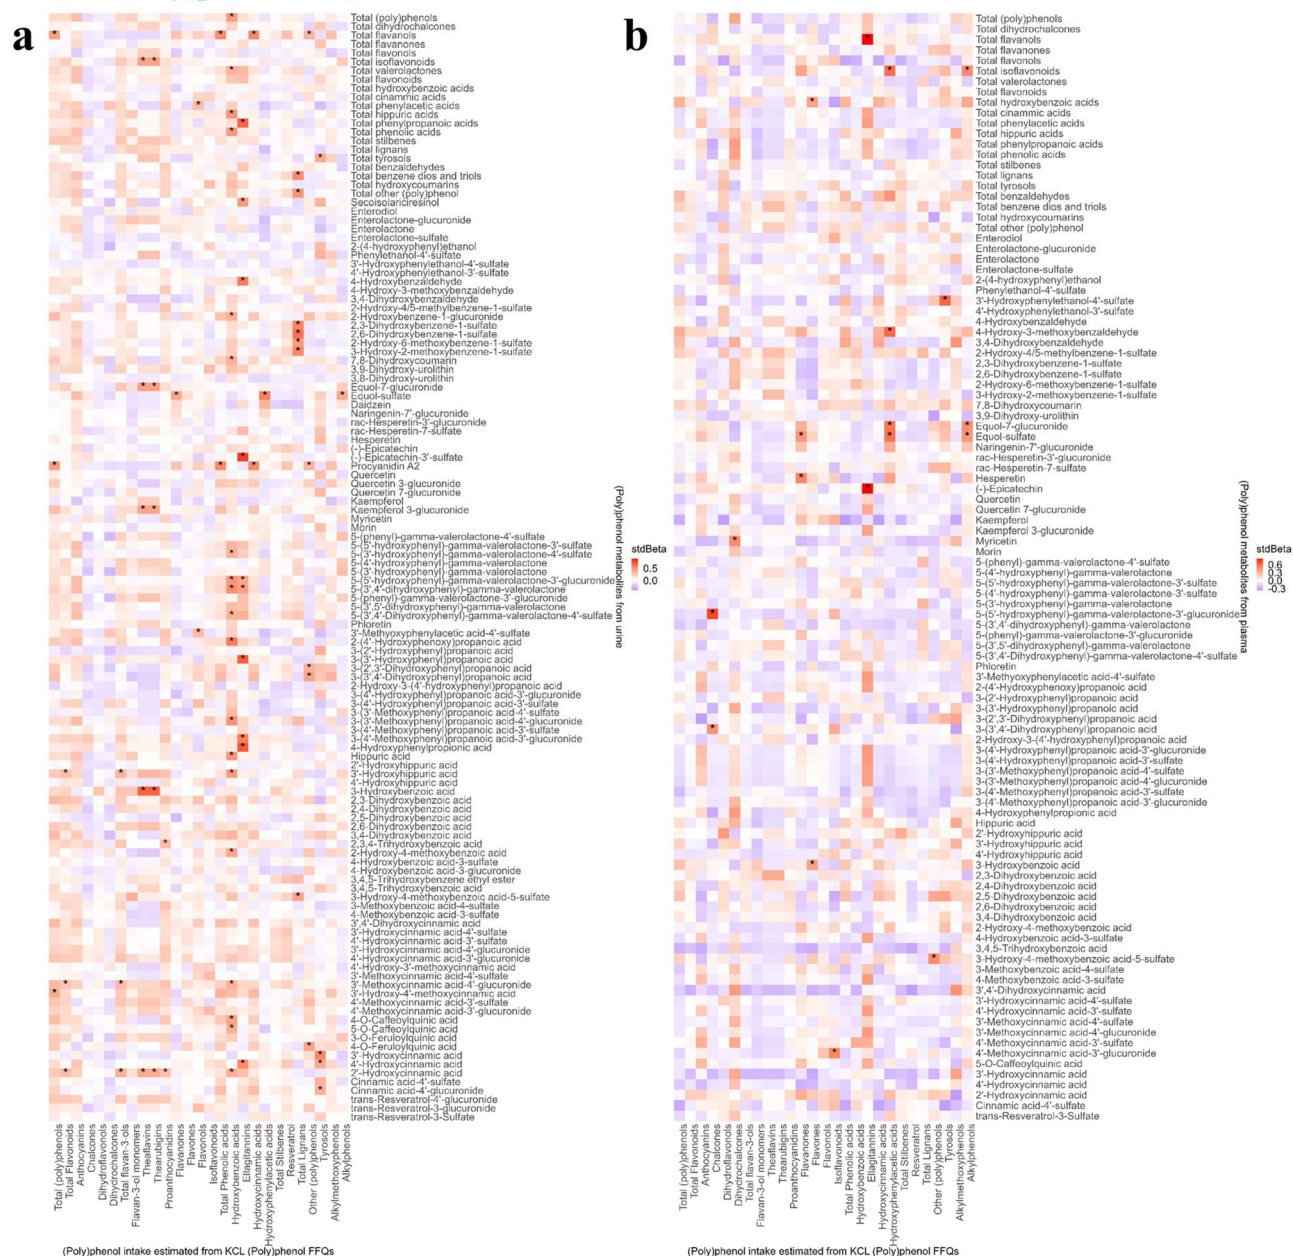 a
Total (poly)phenols
Total dihydrochalcones
Total flavanols
Total flavanones
Total flavonols
Total isoflavonoids
Total valerolactones
Total flavonoids
Total hydroxybenzoic acids
Total cinammic acids
Total phenylacetic acids
Total hippuric acids
Total phenylpropanoic acids
Total phenolic acids
Total stilbenes
Total lignans
Total tyrosols
Total benzaldehydes
Total benzene dios and triols
Total hydroxycoumarins
Total other (poly)phenol
Secoisolariciresinol
Enterodiol
Enterolactone-glucuronide
Enterolactone
Enterolactone-sulfate
2-(4-hydroxyphenyl)ethanol
Phenylethanol-4'-sulfate
3'-Hydroxyphenylethanol-4'-sulfate
4'-Hydroxyphenylethanol-3'-sulfate
4-Hydroxybenzaldehyde
4-Hydroxy-3-methoxybenzaldehyde
3,4-Dihydroxybenzaldehyde
2-Hydroxy-4/5-methylbenzene-1-sulfate
2-Hydroxybenzene-1-glucuronide
2,3-Dihydroxybenzene-1-sulfate
2,6-Dihydroxybenzene-1-sulfate
2-Hydroxy-6-methoxybenzene-1-sulfate
3-Hydroxy-2-methoxybenzene-1-sulfate
7,8-Dihydroxycoumarin
3,9-Dihydroxy-urolithin
3,8-Dihydroxy-urolithin
Equol-7-glucuronide
Equol-sulfate
Daidzein
Naringenin-7'-glucuronide
rac-Hesperetin-3'-glucuronide
rac-Hesperetin-7-sulfate
Hesperetin
(-)-Epicatechin
(-)-Epicatechin-3'-sulfate
Procyanidin A2
Quercetin
Quercetin 3-glucuronide
Quercetin 7-glucuronide
Kaempferol
Kaempferol 3-glucuronide
Myricetin
Morin
5-(phenyl)-gamma-valerolactone-4'-sulfate
5-(5'-hydroxyphenyl)-gamma-valerolactone-3'-sulfate
5-(3'-hydroxyphenyl)-gamma-valerolactone-4'-sulfate
5-(4'-hydroxyphenyl)-gamma-valerolactone
5-(3'-hydroxyphenyl)-gamma-valerolactone
5-(5'-hydroxyphenyl)-gamma-valerolactone-3'-glucuronide
5-(3',4'-dihydroxyphenyl)-gamma-valerolactone
5-(phenyl)-gamma-valerolactone-3'-glucuronide
5-(3',5'-dihydroxyphenyl)-gamma-valerolactone
5-(3',4'-Dihydroxyphenyl)-gamma-valerolactone-4'-sulfate
Phloretin
3'-Methyoxyphenylacetic acid-4'-sulfate
2-(4'-Hydroxyphenoxy)propanoic acid
3-(2'-Hydroxyphenyl)propanoic acid
3-(3'-Hydroxyphenyl)propanoic acid
3-(2',3'-Dihydroxyphenyl)propanoic acid
3-(3',4'-Dihydroxyphenyl)propanoic acid
2-Hydroxy-3-(4'-hydroxyphenyl)propanoic acid
3-(4'-Hydroxyphenyl)propanoic acid-3'-glucuronide
3-(4'-Hydroxyphenyl)propanoic acid-3'-sulfate
3-(3'-Methoxyphenyl)propanoic acid-4'-sulfate
3-(3'-Methoxyphenyl)propanoic acid-4'-glucuronide
3-(4'-Methoxyphenyl)propanoic acid-3'-sulfate
3-(4'-Methoxyphenyl)propanoic acid-3'-glucuronide
4-Hydroxyphenylpropionic acid
Hippuric acid
2'-Hydroxyhippuric acid
3'-Hydroxyhippuric acid
4'-Hydroxyhippuric acid
3-Hydroxybenzoic acid
2,3-Dihydroxybenzoic acid
2,4-Dihydroxybenzoic acid
2,5-Dihydroxybenzoic acid
2,6-Dihydroxybenzoic acid
3,4-Dihydroxybenzoic acid
2,3,4-Trihydroxybenzoic acid
2-Hydroxy-4-methoxybenzoic acid
4-Hydroxybenzoic acid-3-sulfate
4-Hydroxybenzoic acid-3-glucuronide
3,4,5-Trihydroxybenzene ethyl ester
3,4,5-Trihydroxybenzoic acid
3-Hydroxy-4-methoxybenzoic acid-5-sulfate
3-Methoxybenzoic acid-4-sulfate
4-Methoxybenzoic acid-3-sulfate
3',4'-Dihydroxycinnamic acid
3'-Hydroxycinnamic acid-4'-sulfate
4'-Hydroxycinnamic acid-3'-sulfate
3'-Hydroxycinnamic acid-4'-glucuronide
4'-Hydroxycinnamic acid-3'-glucuronide
4'-Hydroxy-3'-methoxycinnamic acid
3'-Methoxycinnamic acid-4'-sulfate
3'-Methoxycinnamic acid-4'-glucuronide
3'-Hydroxy-4'-methoxycinnamic acid
4'-Methoxycinnamic acid-3'-sulfate
4'-Methoxycinnamic acid-3'-glucuronide
4-O-Caffeoylquinic acid
5-O-Caffeoylquinic acid
3-O-Feruloylquinic acid
4-O-Feruloylquinic acid
3'-Hydroxycinnamic acid
4'-Hydroxycinnamic acid
2'-Hydroxycinnamic acid
Cinnamic acid-4'-sulfate
Cinnamic acid-4'-glucuronide
trans-Resveratrol-4'-glucuronide
trans-Resveratrol-3-glucuronide
trans-Resveratrol-3-Sulfate
(Poly)phenol metabolites from urine
stdBeta
0.5
0.0
Total (poly)phenols
Total Flavonoids
Anthocyanins
Chalcones
Dihydroflavonols
Dihydrochalcones
Total flavan-3-ols
Flavan-3-ol monomers
Theaflavins
Thearubigins
Proanthocyanidins
Flavanones
Flavones
Flavonols
Isoflavonoids
Total Phenolic acids
Hydroxybenzoic acids
Ellagitannins
Hydroxycinnamic acids
Hydroxyphenylacetic acids
Total Stilbenes
Resveratrol
Total Lignans
Other (poly)phenols
Tyrosols
Alkylmethoxyphenols
Alkylphenols
(Poly)phenol intake estimated from KCL (Poly)phenol FFQs
b
Total (poly)phenols
Total dihydrochalcones
Total flavanols
Total flavanones
Total flavonols
Total isoflavonoids
Total valerolactones
Total flavonoids
Total hydroxybenzoic acids
Total cinammic acids
Total phenylacetic acids
Total hippuric acids
Total phenylpropanoic acids
Total phenolic acids
Total stilbenes
Total lignans
Total tyrosols
Total benzaldehydes
Total benzene dios and triols
Total hydroxycoumarins
Total other (poly)phenol
Enterodiol
Enterolactone-glucuronide
Enterolactone
Enterolactone-sulfate
2-(4-hydroxyphenyl)ethanol
Phenylethanol-4'-sulfate
3'-Hydroxyphenylethanol-4'-sulfate
4'-Hydroxyphenylethanol-3'-sulfate
4-Hydroxybenzaldehyde
4-Hydroxy-3-methoxybenzaldehyde
3,4-Dihydroxybenzaldehyde
2-Hydroxy-4/5-methylbenzene-1-sulfate
2,3-Dihydroxybenzene-1-sulfate
2,6-Dihydroxybenzene-1-sulfate
2-Hydroxy-6-methoxybenzene-1-sulfate
3-Hydroxy-2-methoxybenzene-1-sulfate
7,8-Dihydroxycoumarin
3,9-Dihydroxy-urolithin
Equol-7-glucuronide
Equol-sulfate
Naringenin-7'-glucuronide
rac-Hesperetin-3'-glucuronide
rac-Hesperetin-7-sulfate
Hesperetin
(-)-Epicatechin
Quercetin
Quercetin 7-glucuronide
Kaempferol
Kaempferol 3-glucuronide
Myricetin
Morin
5-(phenyl)-gamma-valerolactone-4'-sulfate
5-(4'-hydroxyphenyl)-gamma-valerolactone
5-(5'-hydroxyphenyl)-gamma-valerolactone-3'-sulfate
5-(4'-hydroxyphenyl)-gamma-valerolactone-3'-sulfate
5-(3'-hydroxyphenyl)-gamma-valerolactone
5-(5'-hydroxyphenyl)-gamma-valerolactone-3'-glucuronide
5-(3',4'-dihydroxyphenyl)-gamma-valerolactone
5-(phenyl)-gamma-valerolactone-3'-glucuronide
5-(3',5'-dihydroxyphenyl)-gamma-valerolactone
5-(3',4'-Dihydroxyphenyl)-gamma-valerolactone-4'-sulfate
Phloretin
3'-Methyoxyphenylacetic acid-4'-sulfate
2-(4'-Hydroxyphenoxy)propanoic acid
3-(2'-Hydroxyphenyl)propanoic acid
3-(3'-Hydroxyphenyl)propanoic acid
3-(2',3'-Dihydroxyphenyl)propanoic acid
3-(3',4'-Dihydroxyphenyl)propanoic acid
2-Hydroxy-3-(4'-hydroxyphenyl)propanoic acid
3-(4'-Hydroxyphenyl)propanoic acid-3'-glucuronide
3-(4'-Hydroxyphenyl)propanoic acid-3'-sulfate
3-(3'-Methoxyphenyl)propanoic acid-4'-sulfate
3-(3'-Methoxyphenyl)propanoic acid-4'-glucuronide
3-(4'-Methoxyphenyl)propanoic acid-3'-sulfate
3-(4'-Methoxyphenyl)propanoic acid-3'-glucuronide
4-Hydroxyphenylpropionic acid
Hippuric acid
2'-Hydroxyhippuric acid
3'-Hydroxyhippuric acid
4'-Hydroxyhippuric acid
3-Hydroxybenzoic acid
2,3-Dihydroxybenzoic acid
2,4-Dihydroxybenzoic acid
2,5-Dihydroxybenzoic acid
2,6-Dihydroxybenzoic acid
3,4-Dihydroxybenzoic acid
2-Hydroxy-4-methoxybenzoic acid
4-Hydroxybenzoic acid-3-sulfate
3,4,5-Trihydroxybenzoic acid
3-Hydroxy-4-methoxybenzoic acid-5-sulfate
3-Methoxybenzoic acid-4-sulfate
4-Methoxybenzoic acid-3-sulfate
3',4'-Dihydroxycinnamic acid
3'-Hydroxycinnamic acid-4'-sulfate
4'-Hydroxycinnamic acid-3'-sulfate
3'-Methoxycinnamic acid-4'-sulfate
3'-Methoxycinnamic acid-4'-glucuronide
4'-Methoxycinnamic acid-3'-sulfate
4'-Methoxycinnamic acid-3'-glucuronide
5-O-Caffeoylquinic acid
3'-Hydroxycinnamic acid
4'-Hydroxycinnamic acid
2'-Hydroxycinnamic acid
Cinnamic acid-4'-sulfate
trans-Resveratrol-3-Sulfate
(Poly)phenol metabolites from plasma
stdBeta
0.6
0.3
0.0
-0.3
Total (poly)phenols
Total Flavonoids
Anthocyanins
Chalcones
Dihydroflavonols
Dihydrochalcones
Total flavan-3-ols
Flavan-3-ol monomers
Theaflavins
Thearubigins
Proanthocyanidins
Flavanones
Flavones
Flavonols
Isoflavonoids
Total Phenolic acids
Hydroxybenzoic acids
Ellagitannins
Hydroxycinnamic acids
Hydroxyphenylacetic acids
Total Stilbenes
Resveratrol
Total Lignans
Other (poly)phenols
Tyrosols
Alkylmethoxyphenols
Alkylphenols
(Poly)phenol intake estimated from KCL (Poly)phenol FFQs